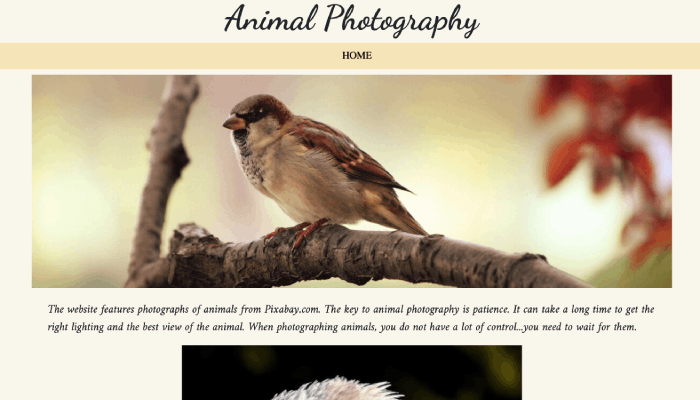 Animal Photography
HOME
The website features photographs of animals from Pixabay.com. The key to animal photography is patience. It can take a long time to get the
right lighting and the best view of the animal. When photographing animals, you do not have a lot of control...you need to wait for them.